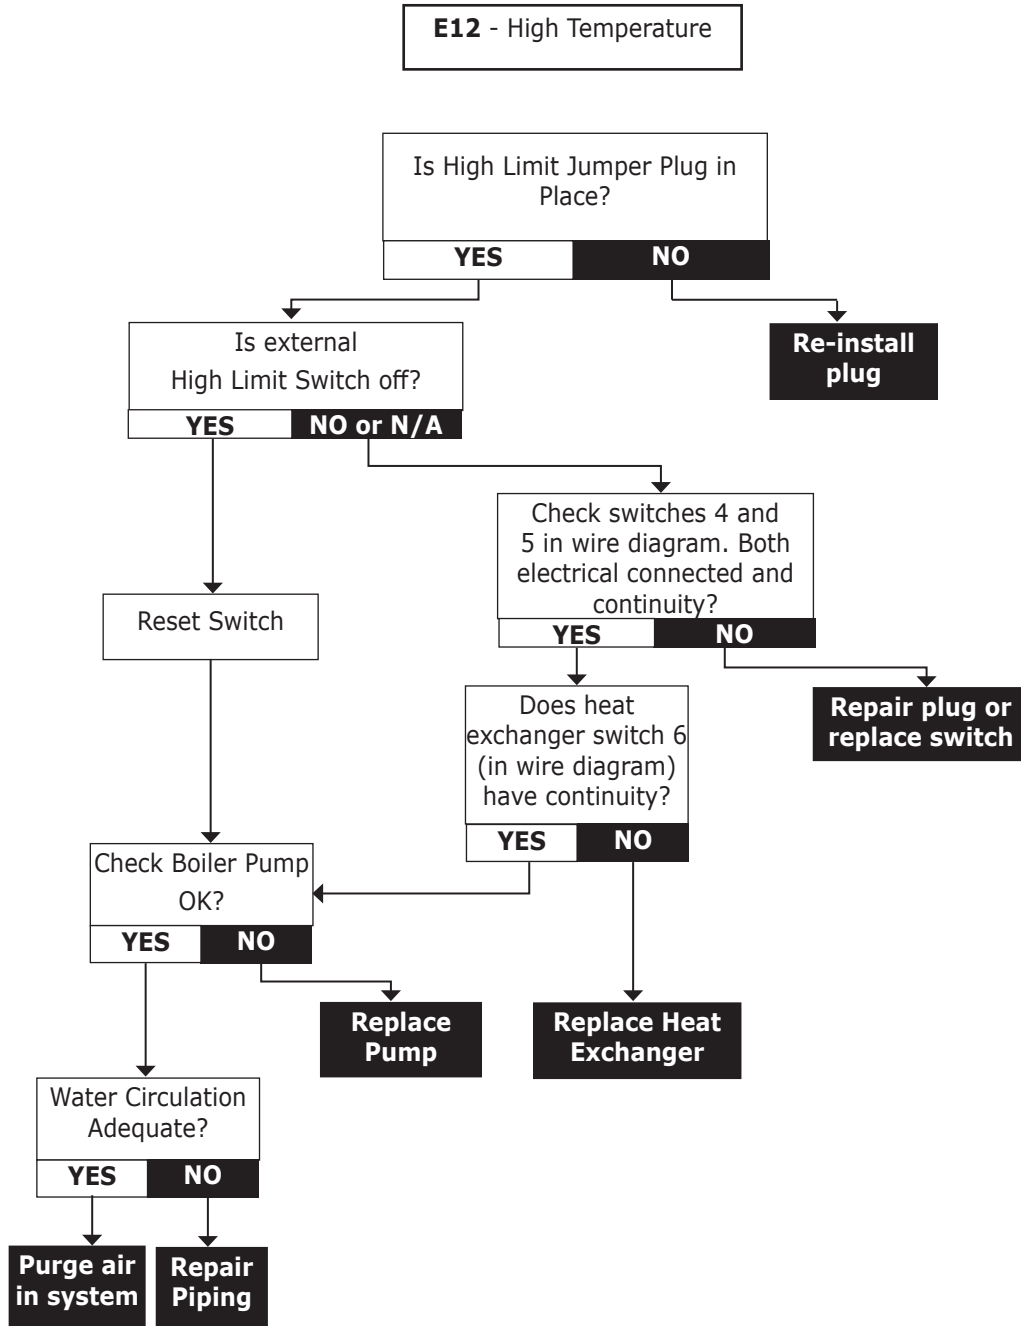 E12 - High Temperature
Is High Limit Jumper Plug in
Place?
YES
NO
Re-install
plug
Is external
High Limit Switch off?
YES
NO or N/A
Check switches 4 and
5 in wire diagram. Both
electrical connected and
continuity?
YES
NO
Reset Switch
Repair plug or
replace switch
Does heat
exchanger switch 6
(in wire diagram)
have continuity?
YES
NO
Check Boiler Pump
OK?
YES
NO
Replace
Pump
Replace Heat
Exchanger
Water Circulation
Adequate?
YES
NO
Purge air
in system
Repair
Piping